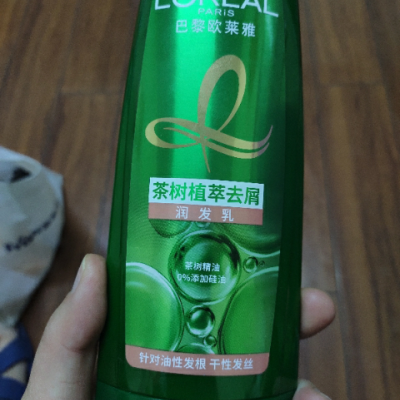 L'ORÉAL
PARIS
巴黎欧莱雅
茶树植萃去屑
润发乳
茶树精油
0%添加硅油
针对油性发根 干性发丝